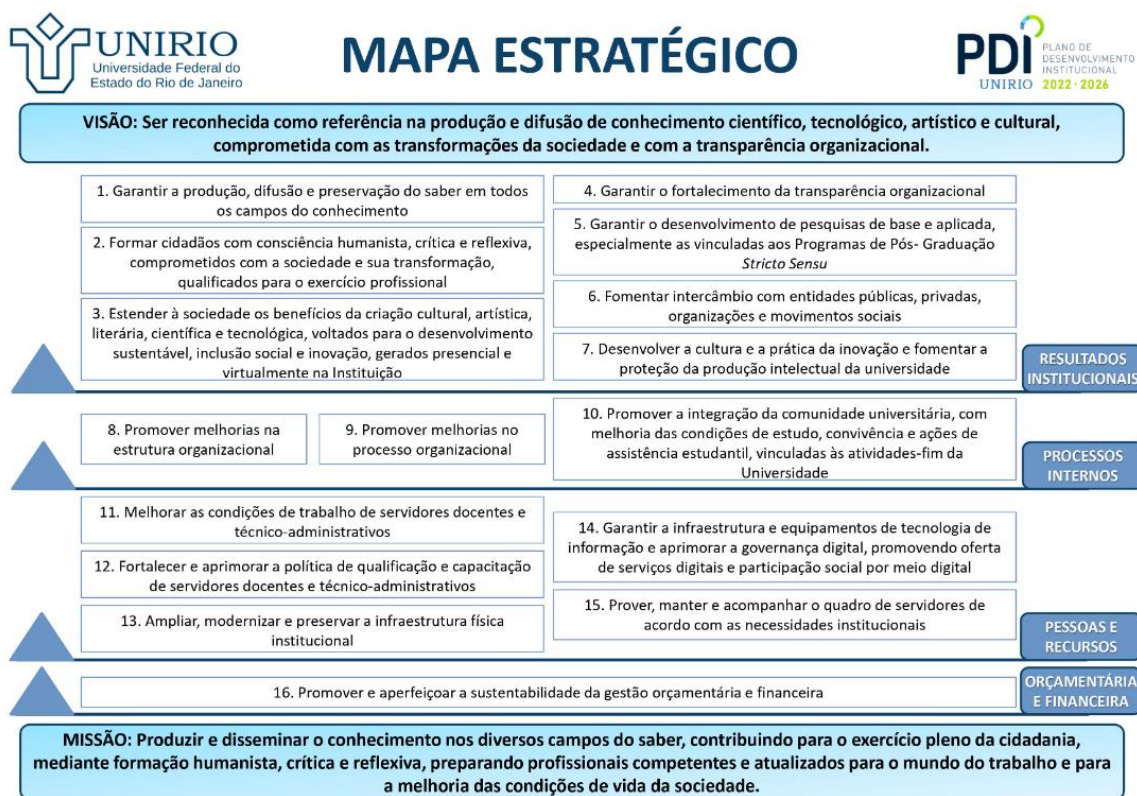 UNIRIO
Universidade Federal do
Estado do Rio de Janeiro
MAPA ESTRATÉGICO
PDI
UNIRIO
PLANO DE
DESENVOLVIMENTO
INSTITUCIONAL
2022-2026
VISÃO: Ser reconhecida como referência na produção e difusão de conhecimento científico, tecnológico, artístico e cultural,
comprometida com as transformações da sociedade e com a transparência organizacional.
1. Garantir a produção, difusão e preservação do saber em todos
os campos do conhecimento
2. Formar cidadãos com consciência humanista, crítica e reflexiva,
comprometidos com a sociedade e sua transformação,
qualificados para o exercício profissional
3. Estender à sociedade os benefícios da criação cultural, artística,
literária, científica e tecnológica, voltados para o desenvolvimento
sustentável, inclusão social e inovação, gerados presencial e
virtualmente na Instituição
4. Garantir o fortalecimento da transparência organizacional
5. Garantir o desenvolvimento de pesquisas de base e aplicada,
especialmente as vinculadas aos Programas de Pós- Graduação
Stricto Sensu
6. Fomentar intercâmbio com entidades públicas, privadas,
organizações e movimentos sociais
7. Desenvolver a cultura e a prática da inovação e fomentar a
proteção da produção intelectual da universidade
RESULTADOS
INSTITUCIONAIS
8. Promover melhorias na
estrutura organizacional
9. Promover melhorias no
processo organizacional
10. Promover a integração da comunidade universitária, com
melhoria das condições de estudo, convivência e ações de
assistência estudantil, vinculadas às atividades-fim da
Universidade
PROCESSOS
INTERNOS
11. Melhorar as condições de trabalho de servidores docentes e
técnico-administrativos
12. Fortalecer e aprimorar a política de qualificação e capacitação
de servidores docentes e técnico-administrativos
13. Ampliar, modernizar e preservar a infraestrutura física
institucional
14. Garantir a infraestrutura e equipamentos de tecnologia de
informação e aprimorar a governança digital, promovendo oferta
de serviços digitais e participação social por meio digital
15. Prover, manter e acompanhar o quadro de servidores de
acordo com as necessidades institucionais
PESSOAS E
RECURSOS
16. Promover e aperfeiçoar a sustentabilidade da gestão orçamentária e financeira
ORÇAMENTÁRIA
E FINANCEIRA
MISSÃO: Produzir e disseminar o conhecimento nos diversos campos do saber, contribuindo para o exercício pleno da cidadania,
mediante formação humanista, crítica e reflexiva, preparando profissionais competentes e atualizados para o mundo do trabalho e para
a melhoria das condições de vida da sociedade.